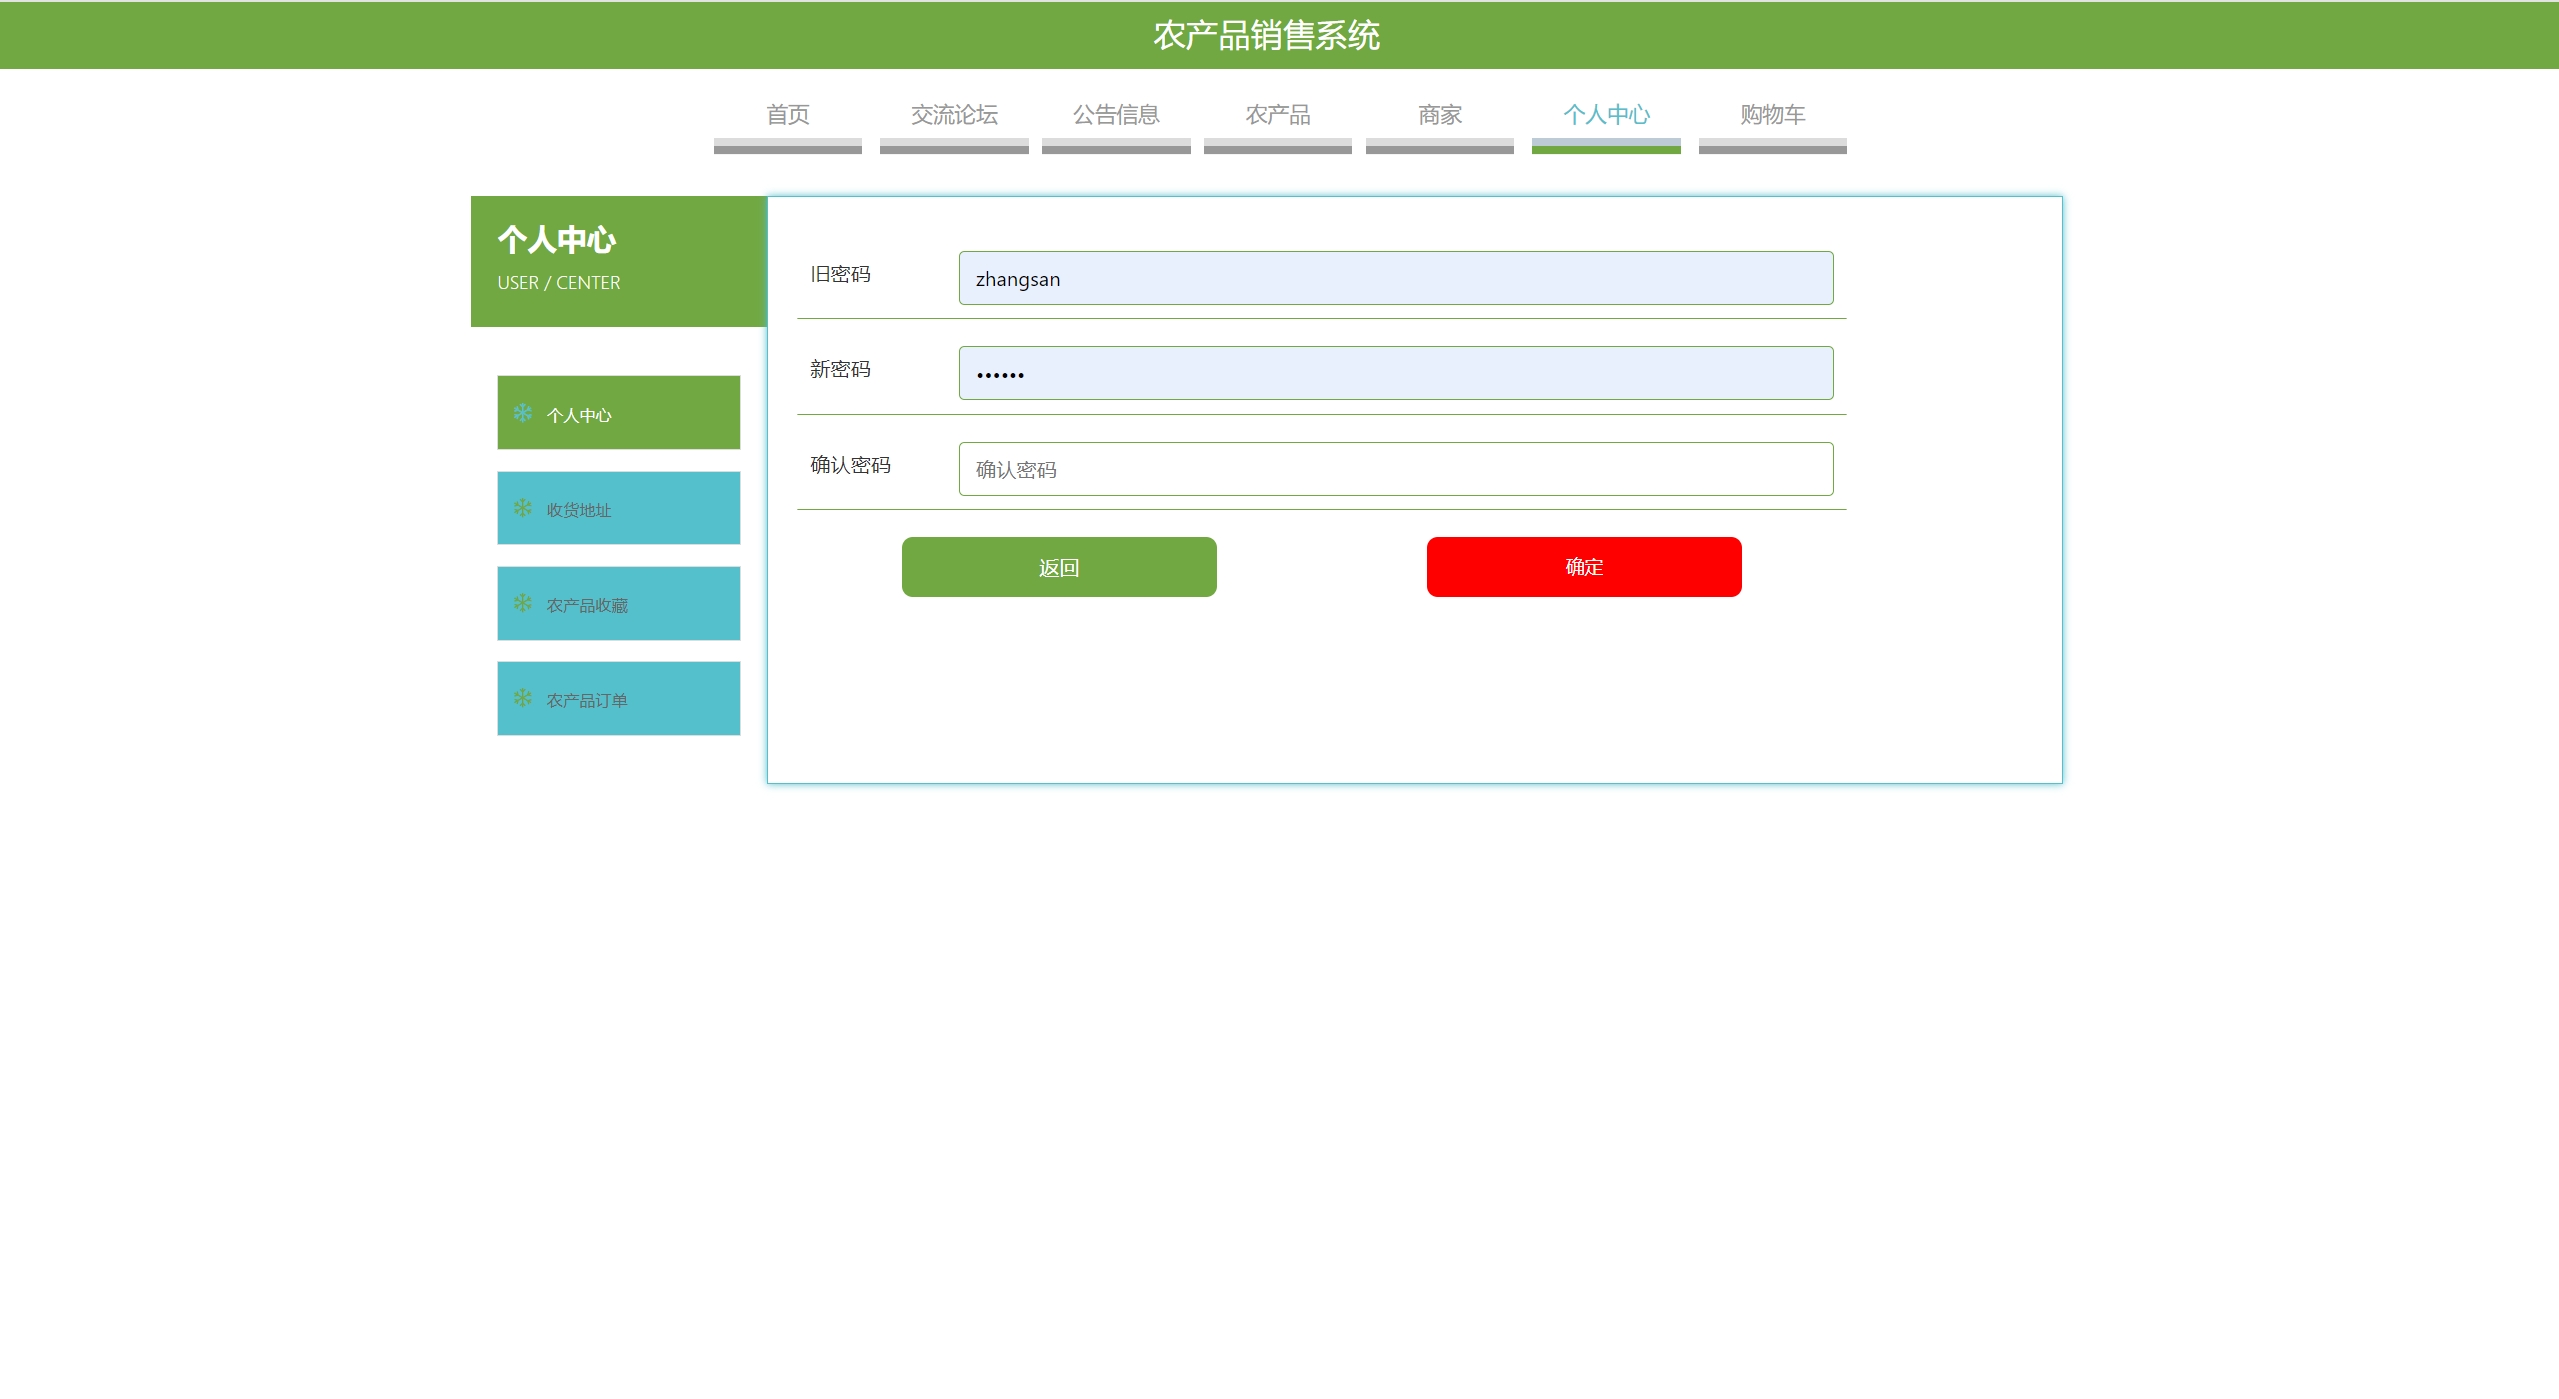 农产品销售系统
首页 交流论坛 公告信息 农产品 商家 个人中心 购物车
个人中心
USER / CENTER
个人中心
收货地址
农产品收藏
农产品订单
旧密码 zhangsan
新密码 ••••••
确认密码 确认密码
返回 确定